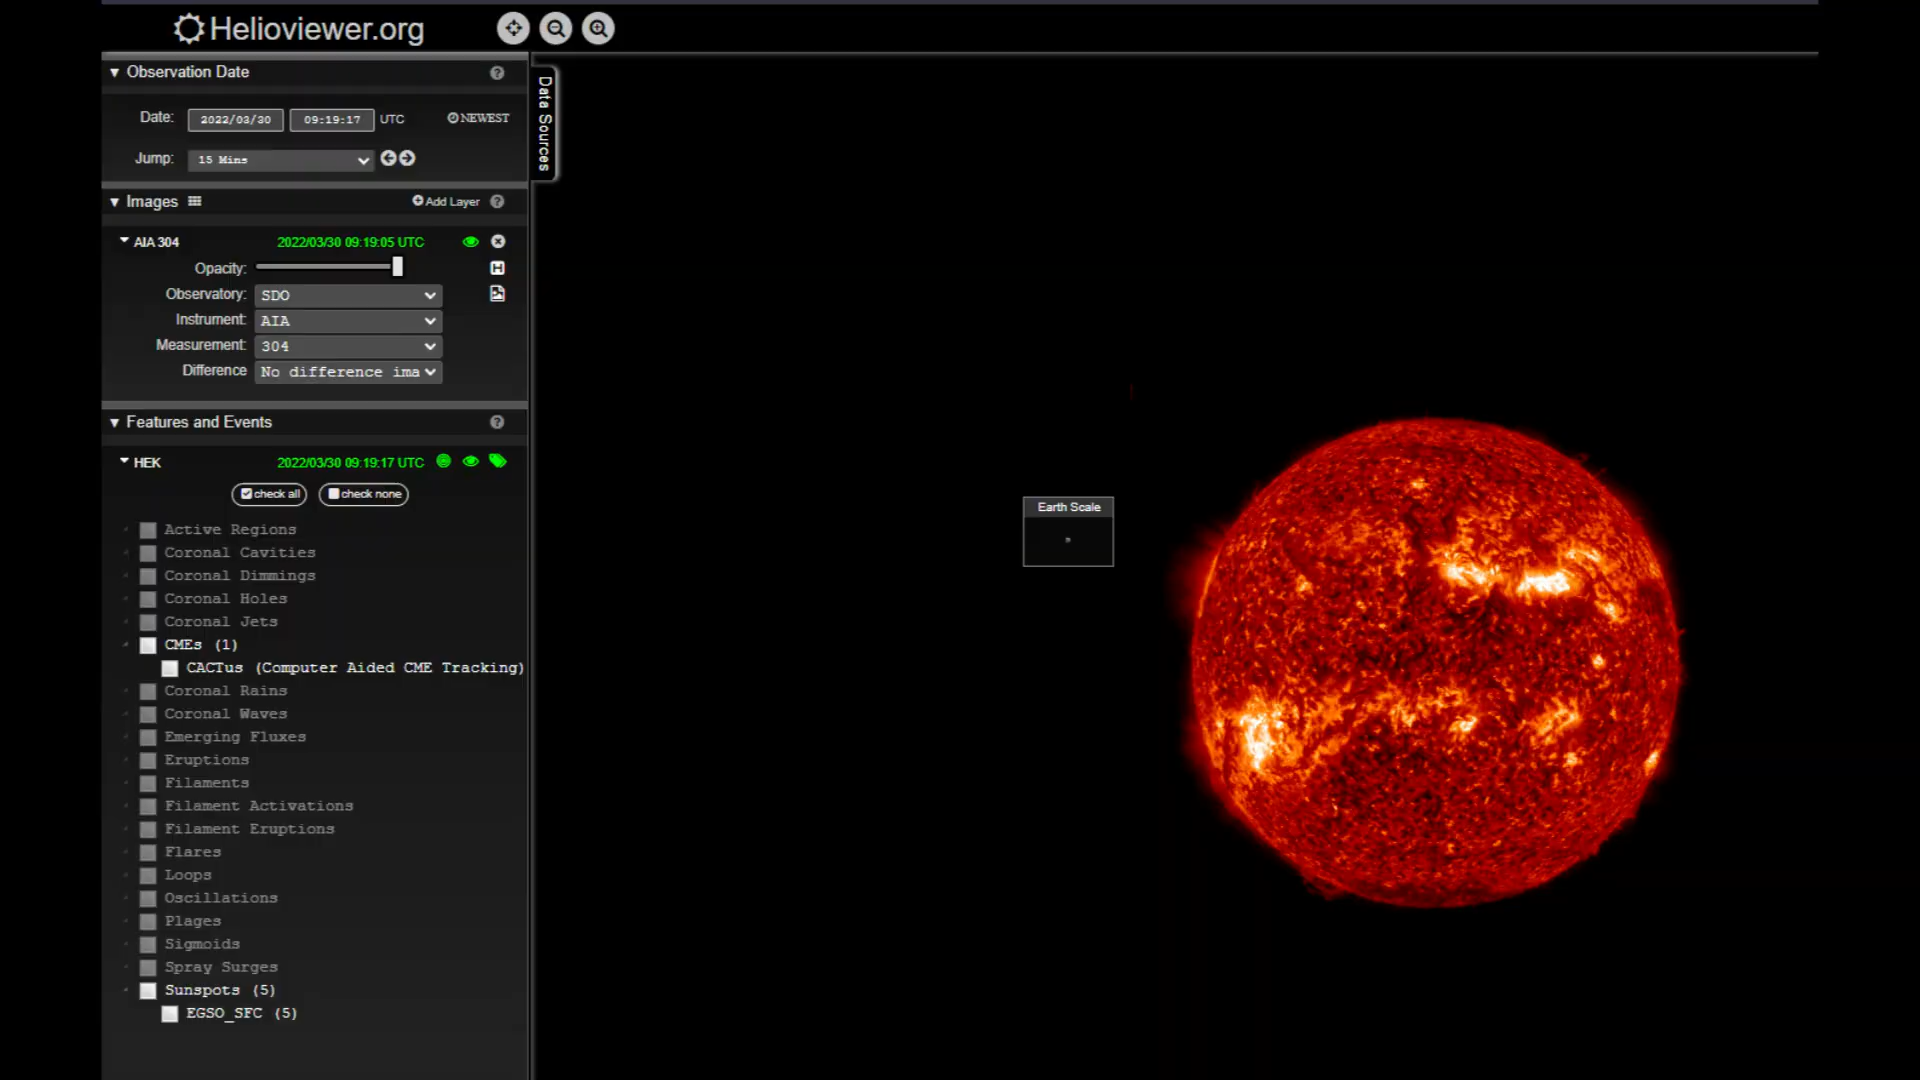 Helioviewer.org
Observation Date
Date: 2022/03/30 09:19:17 UTC NEWEST
Jump: 15 Mins
Data Sources
Images Add Layer
AIA 304 2022/03/30 09:19:05 UTC
Opacity:
Observatory: SDO
Instrument: AIA
Measurement: 304
Difference No difference ima
Features and Events
HEK 2022/03/30 09:19:17 UTC
check all check none
Active Regions
Coronal Cavities
Coronal Dimmings
Coronal Holes
Coronal Jets
CMEs (1)
CACTus (Computer Aided CME Tracking)
Coronal Rains
Coronal Waves
Emerging Fluxes
Eruptions
Filaments
Filament Activations
Filament Eruptions
Flares
Loops
Oscillations
Plages
Sigmoids
Spray Surges
Sunspots (5)
EGSO_SFC (5)
Earth Scale